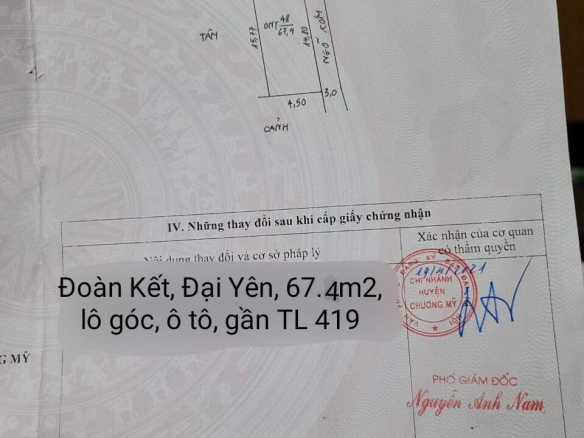 TÂM
15,77
ONT 48/67,4
14,20
NGÕ XÓM
3,0
4,50
CẢNH
IV. Những thay đổi sau khi cấp giấy chứng nhận
Nội dung thay đổi và cơ sở pháp lý
Xác nhận của cơ quan
có thẩm quyền
Đoàn Kết, Đại Yên, 67.4m2,
lô góc, ô tô, gần TL 419
CHI NHÁNH
HUYỆN
CHƯƠNG MỸ
G MỸ
PHÓ GIÁM ĐỐC
Nguyễn Anh Nam